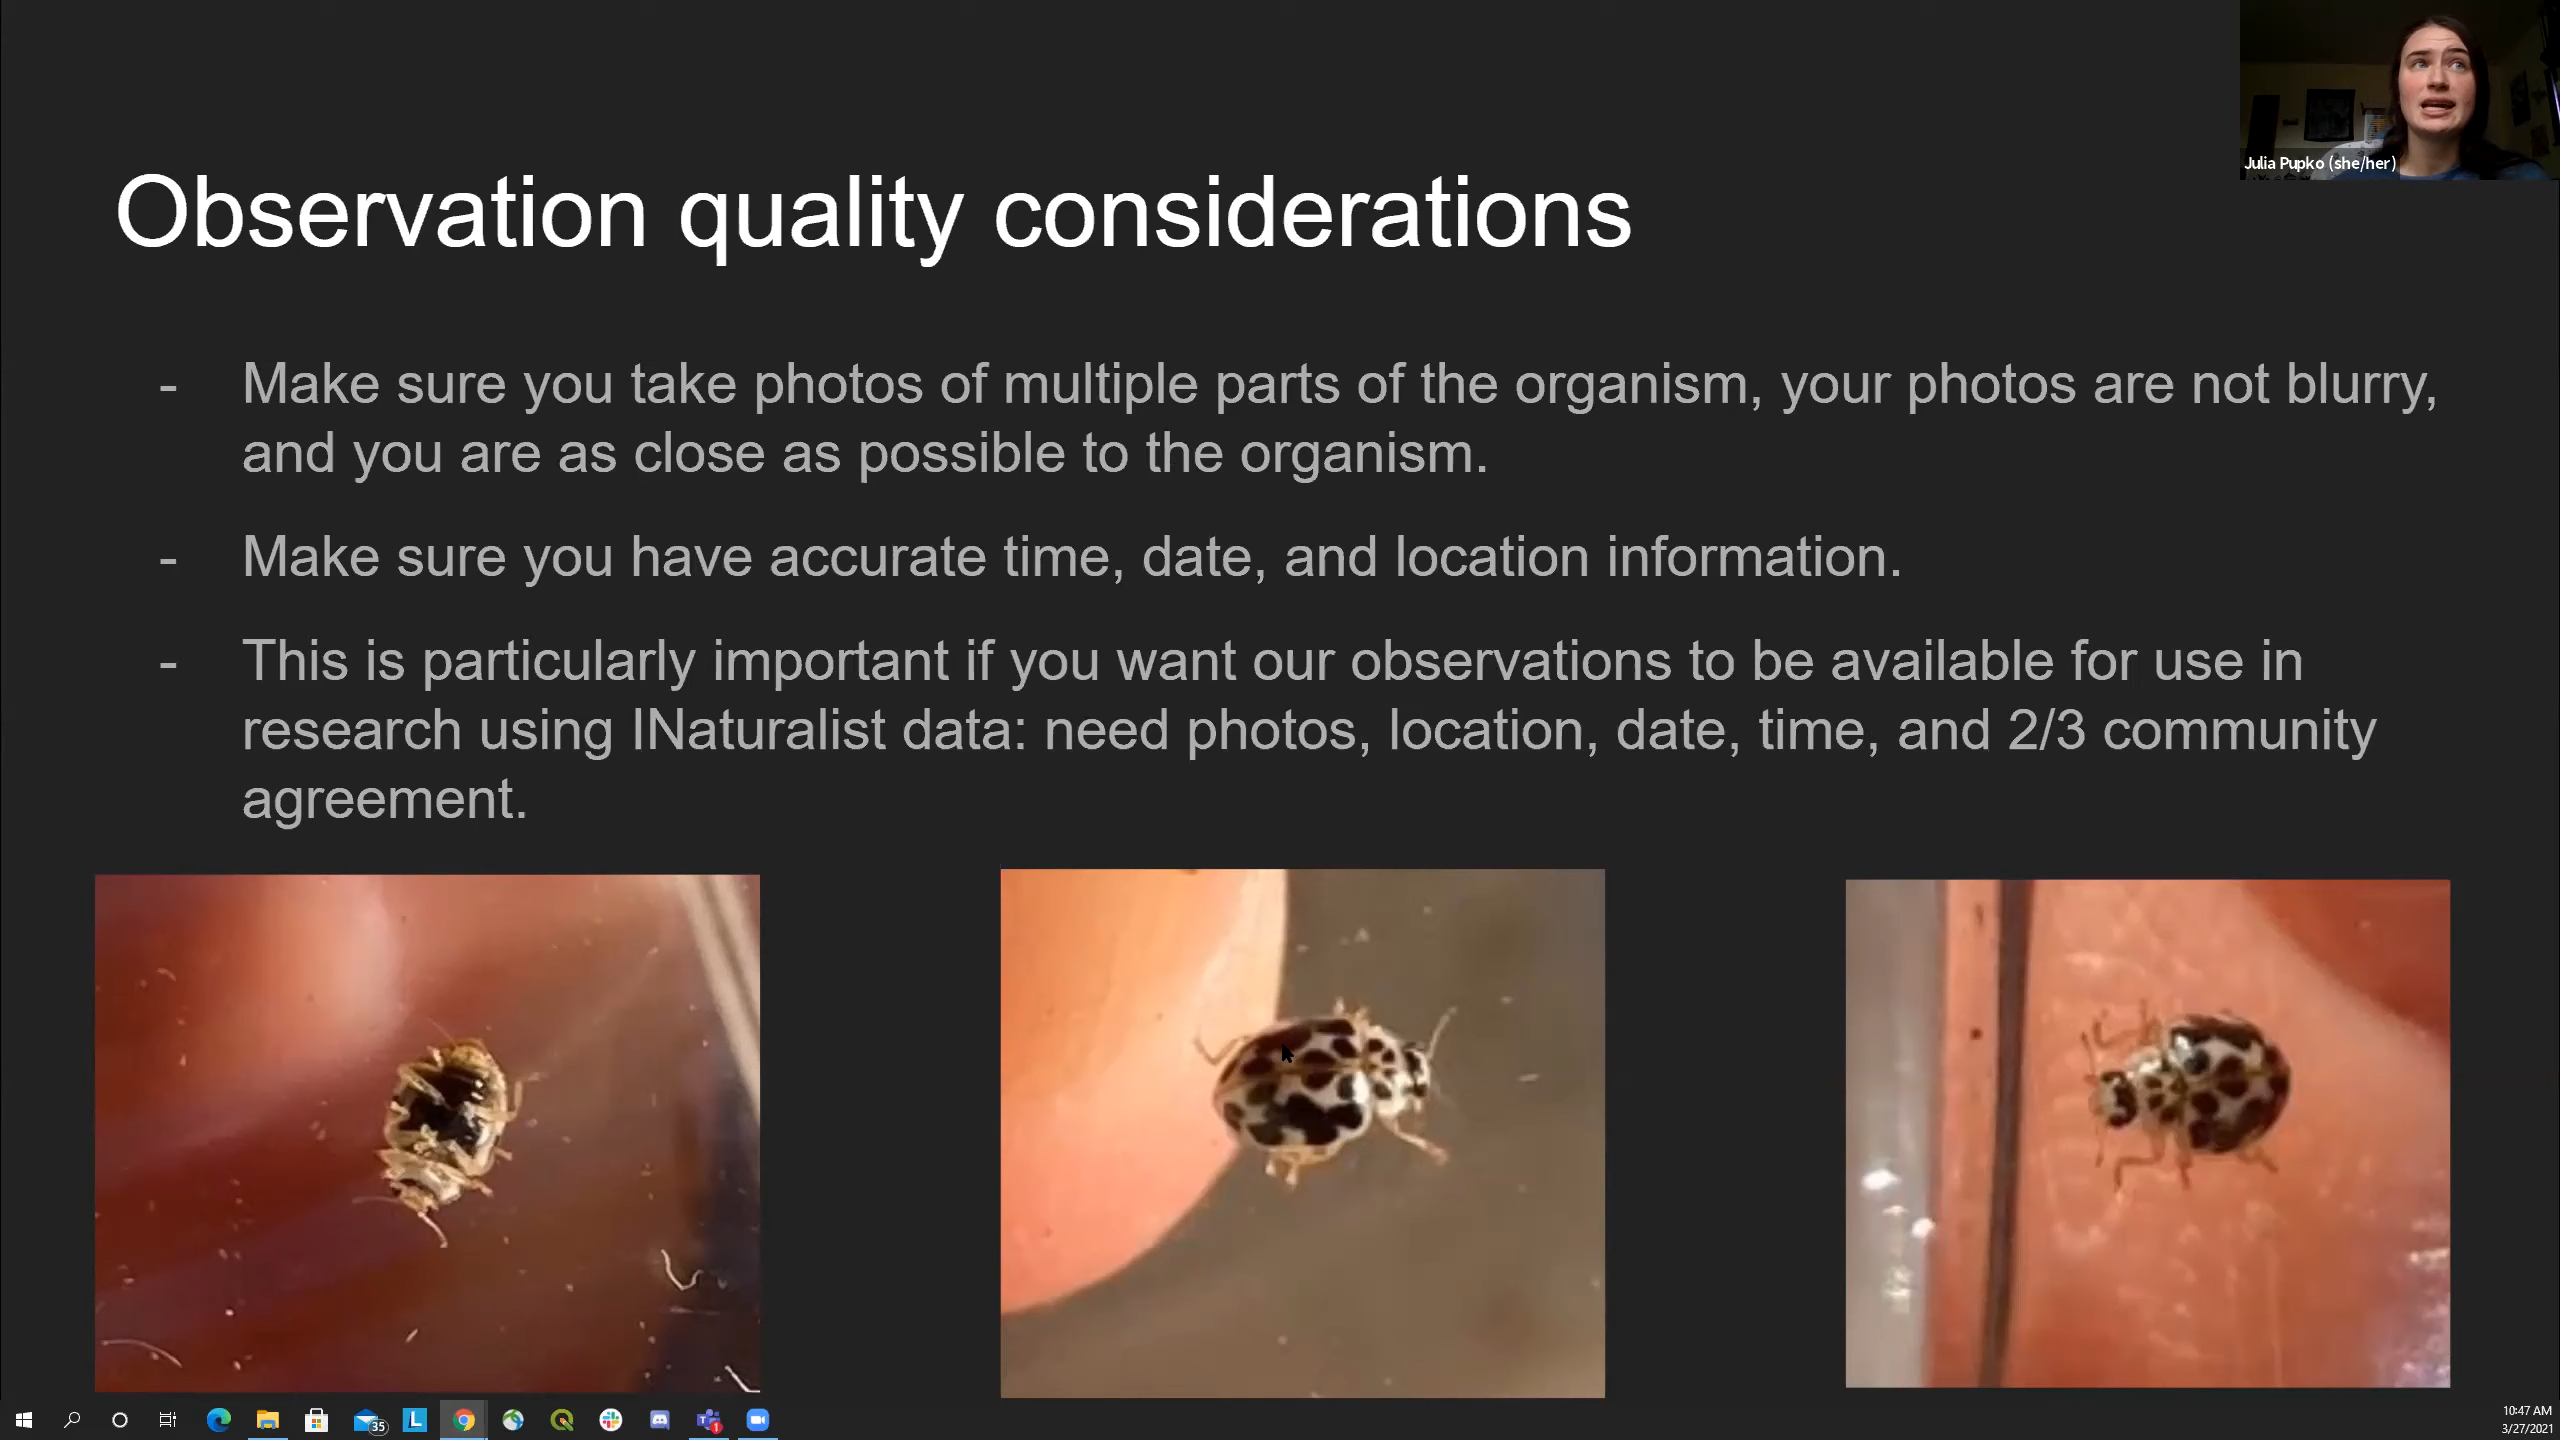 Julia Pupko (she/her)
Observation quality considerations
- Make sure you take photos of multiple parts of the organism, your photos are not blurry,
and you are as close as possible to the organism.
- Make sure you have accurate time, date, and location information.
- This is particularly important if you want our observations to be available for use in
research using INaturalist data: need photos, location, date, time, and 2/3 community
agreement.
35
L
1
10:47 AM
3/27/2021